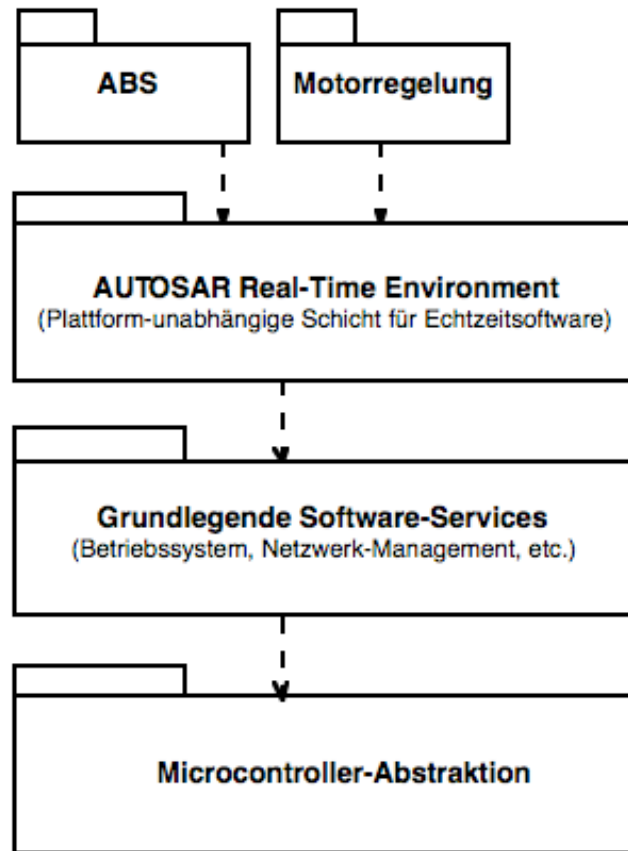 ABS
Motorregelung
AUTOSAR Real-Time Environment
(Plattform-unabhängige Schicht für Echtzeitsoftware)
Grundlegende Software-Services
(Betriebssystem, Netzwerk-Management, etc.)
Microcontroller-Abstraktion